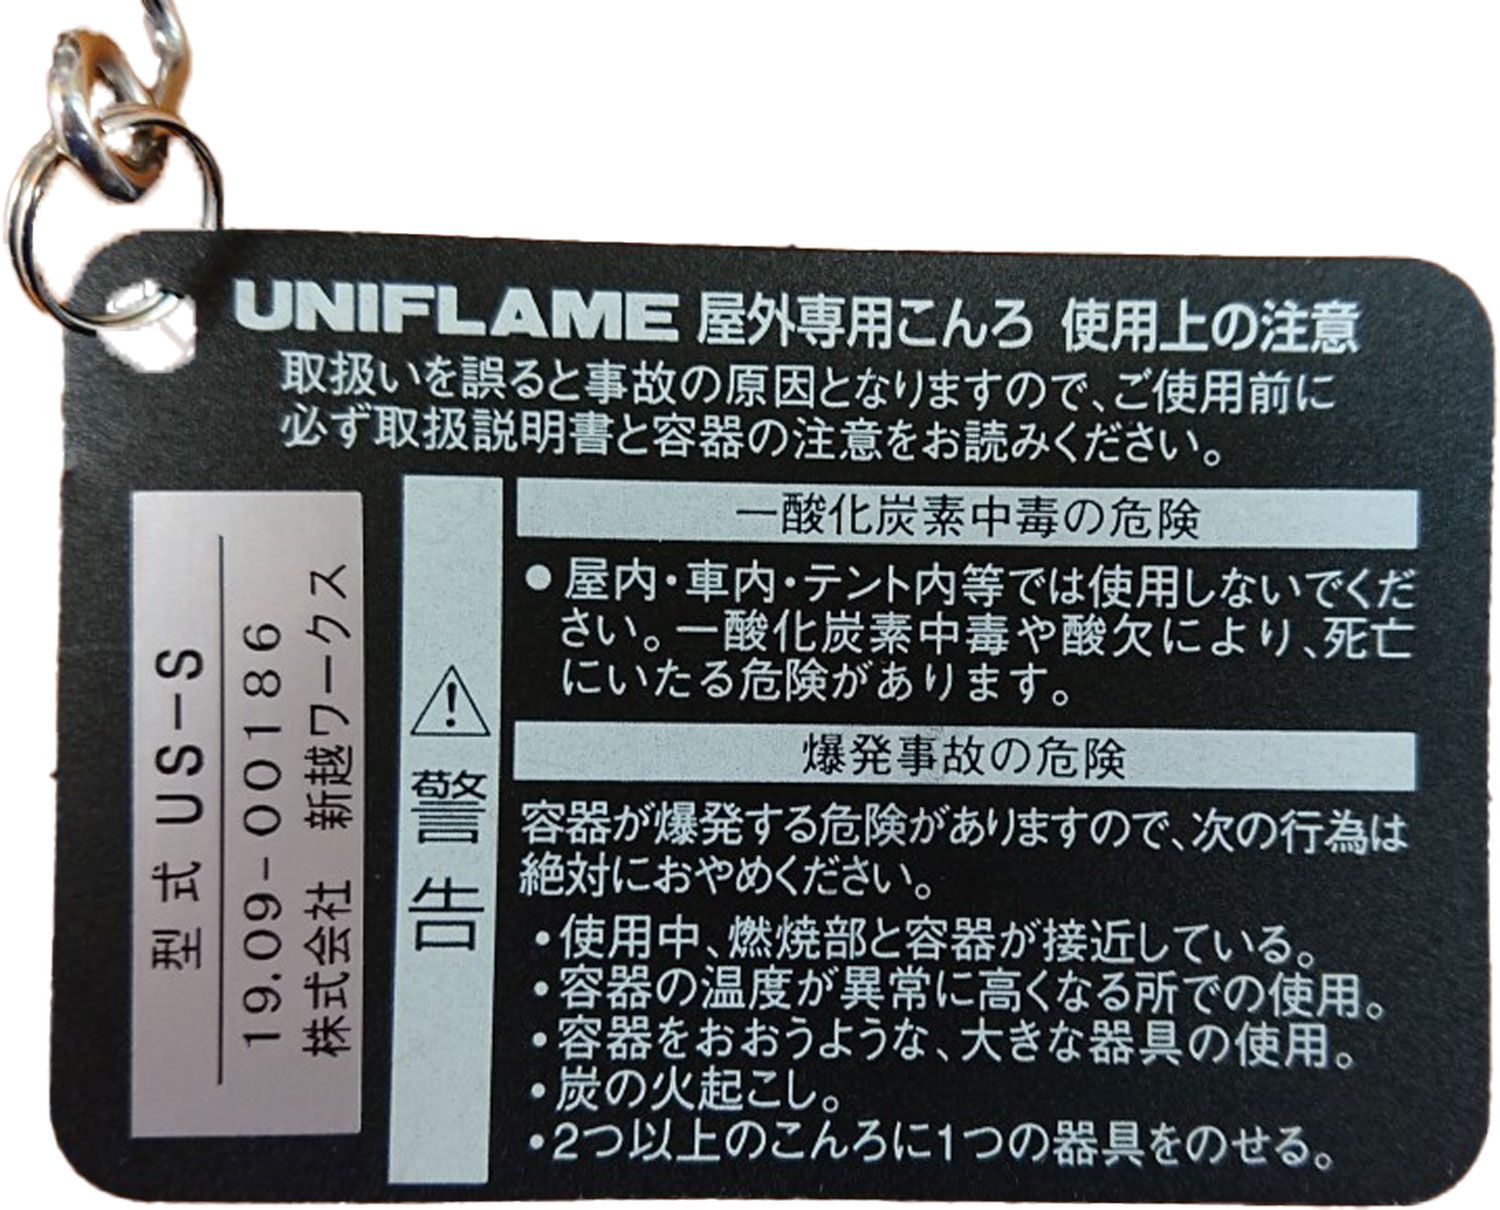 UNIFLAME 屋外専用こんろ 使用上の注意
取扱いを誤ると事故の原因となりますので、ご使用前に
必ず取扱説明書と容器の注意をお読みください。
型式 US-S
19.09-00186
株式会社 新越ワークス
警告
一酸化炭素中毒の危険
●屋内・車内・テント内等では使用しないでくだ
さい。一酸化炭素中毒や酸欠により、死亡
にいたる危険があります。
爆発事故の危険
容器が爆発する危険がありますので、次の行為は
絶対におやめください。
・使用中、燃焼部と容器が接近している。
・容器の温度が異常に高くなる所での使用。
・容器をおおうような、大きな器具の使用。
・炭の火起こし。
・2つ以上のこんろに1つの器具をのせる。